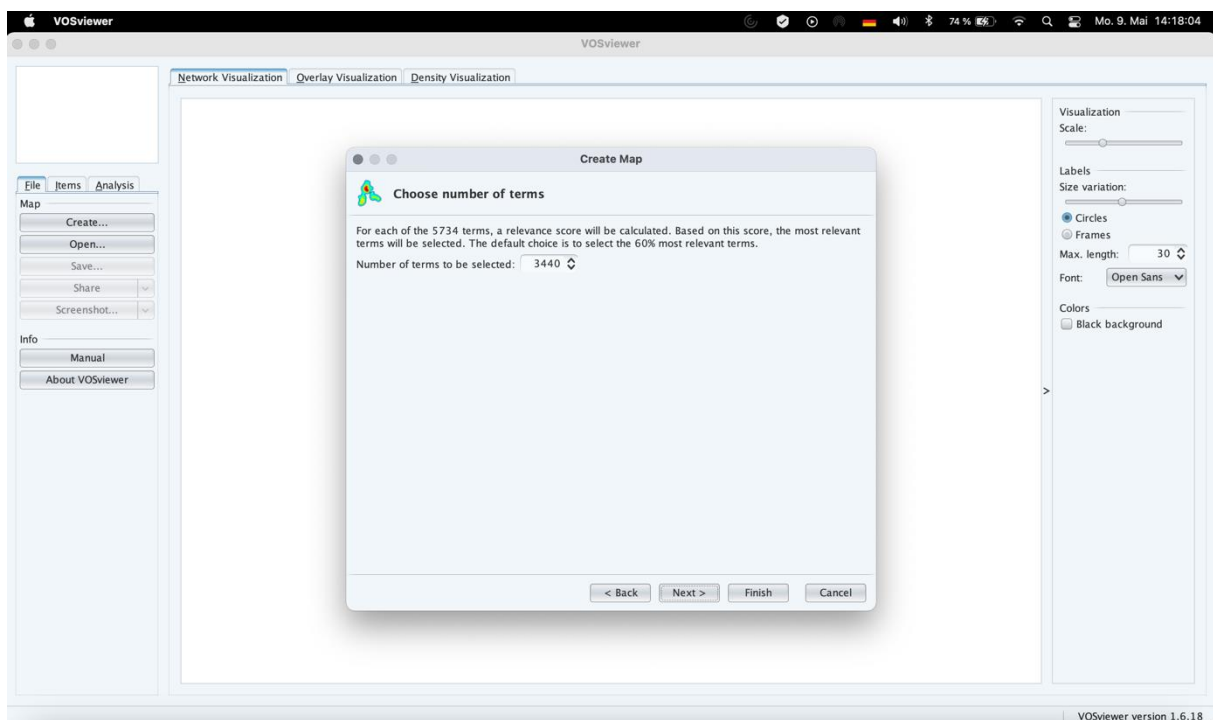 VOSviewer
74 %
Mo. 9. Mai 14:18:04
VOSviewer
Network Visualization
Overlay Visualization
Density Visualization
File
Items
Analysis
Map
Create...
Open...
Save...
Share
Screenshot...
Info
Manual
About VOSviewer
Create Map
Choose number of terms
For each of the 5734 terms, a relevance score will be calculated. Based on this score, the most relevant
terms will be selected. The default choice is to select the 60% most relevant terms.
Number of terms to be selected: 3440
< Back
Next >
Finish
Cancel
>
Visualization
Scale:
Labels
Size variation:
Circles
Frames
Max. length: 30
Font: Open Sans
Colors
Black background
VOSviewer version 1.6.18